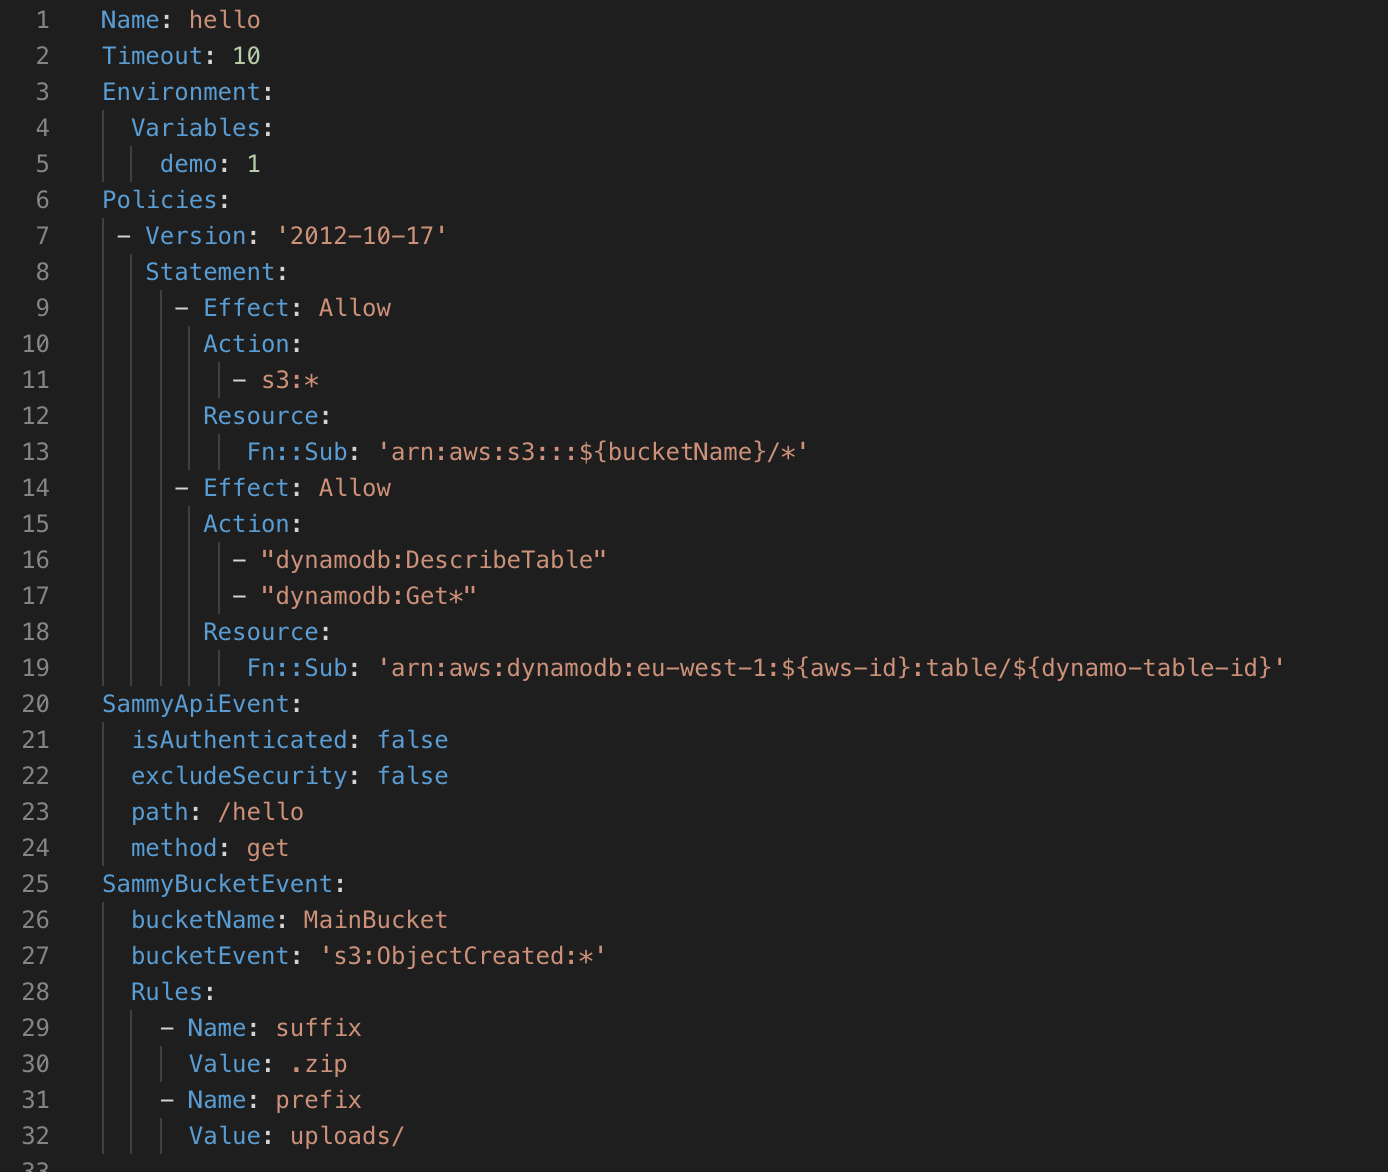 1 Name: hello
2 Timeout: 10
3 Environment:
4 Variables:
5 demo: 1
6 Policies:
7 - Version: '2012-10-17'
8 Statement:
9 - Effect: Allow
10 Action:
11 - s3:*
12 Resource:
13 Fn::Sub: 'arn:aws:s3:::${bucketName}/*'
14 - Effect: Allow
15 Action:
16 - "dynamodb:DescribeTable"
17 - "dynamodb:Get*"
18 Resource:
19 Fn::Sub: 'arn:aws:dynamodb:eu-west-1:${aws-id}:table/${dynamo-table-id}'
20 SammyApiEvent:
21 isAuthenticated: false
22 excludeSecurity: false
23 path: /hello
24 method: get
25 SammyBucketEvent:
26 bucketName: MainBucket
27 bucketEvent: 's3:ObjectCreated:*'
28 Rules:
29 - Name: suffix
30 Value: .zip
31 - Name: prefix
32 Value: uploads/
33